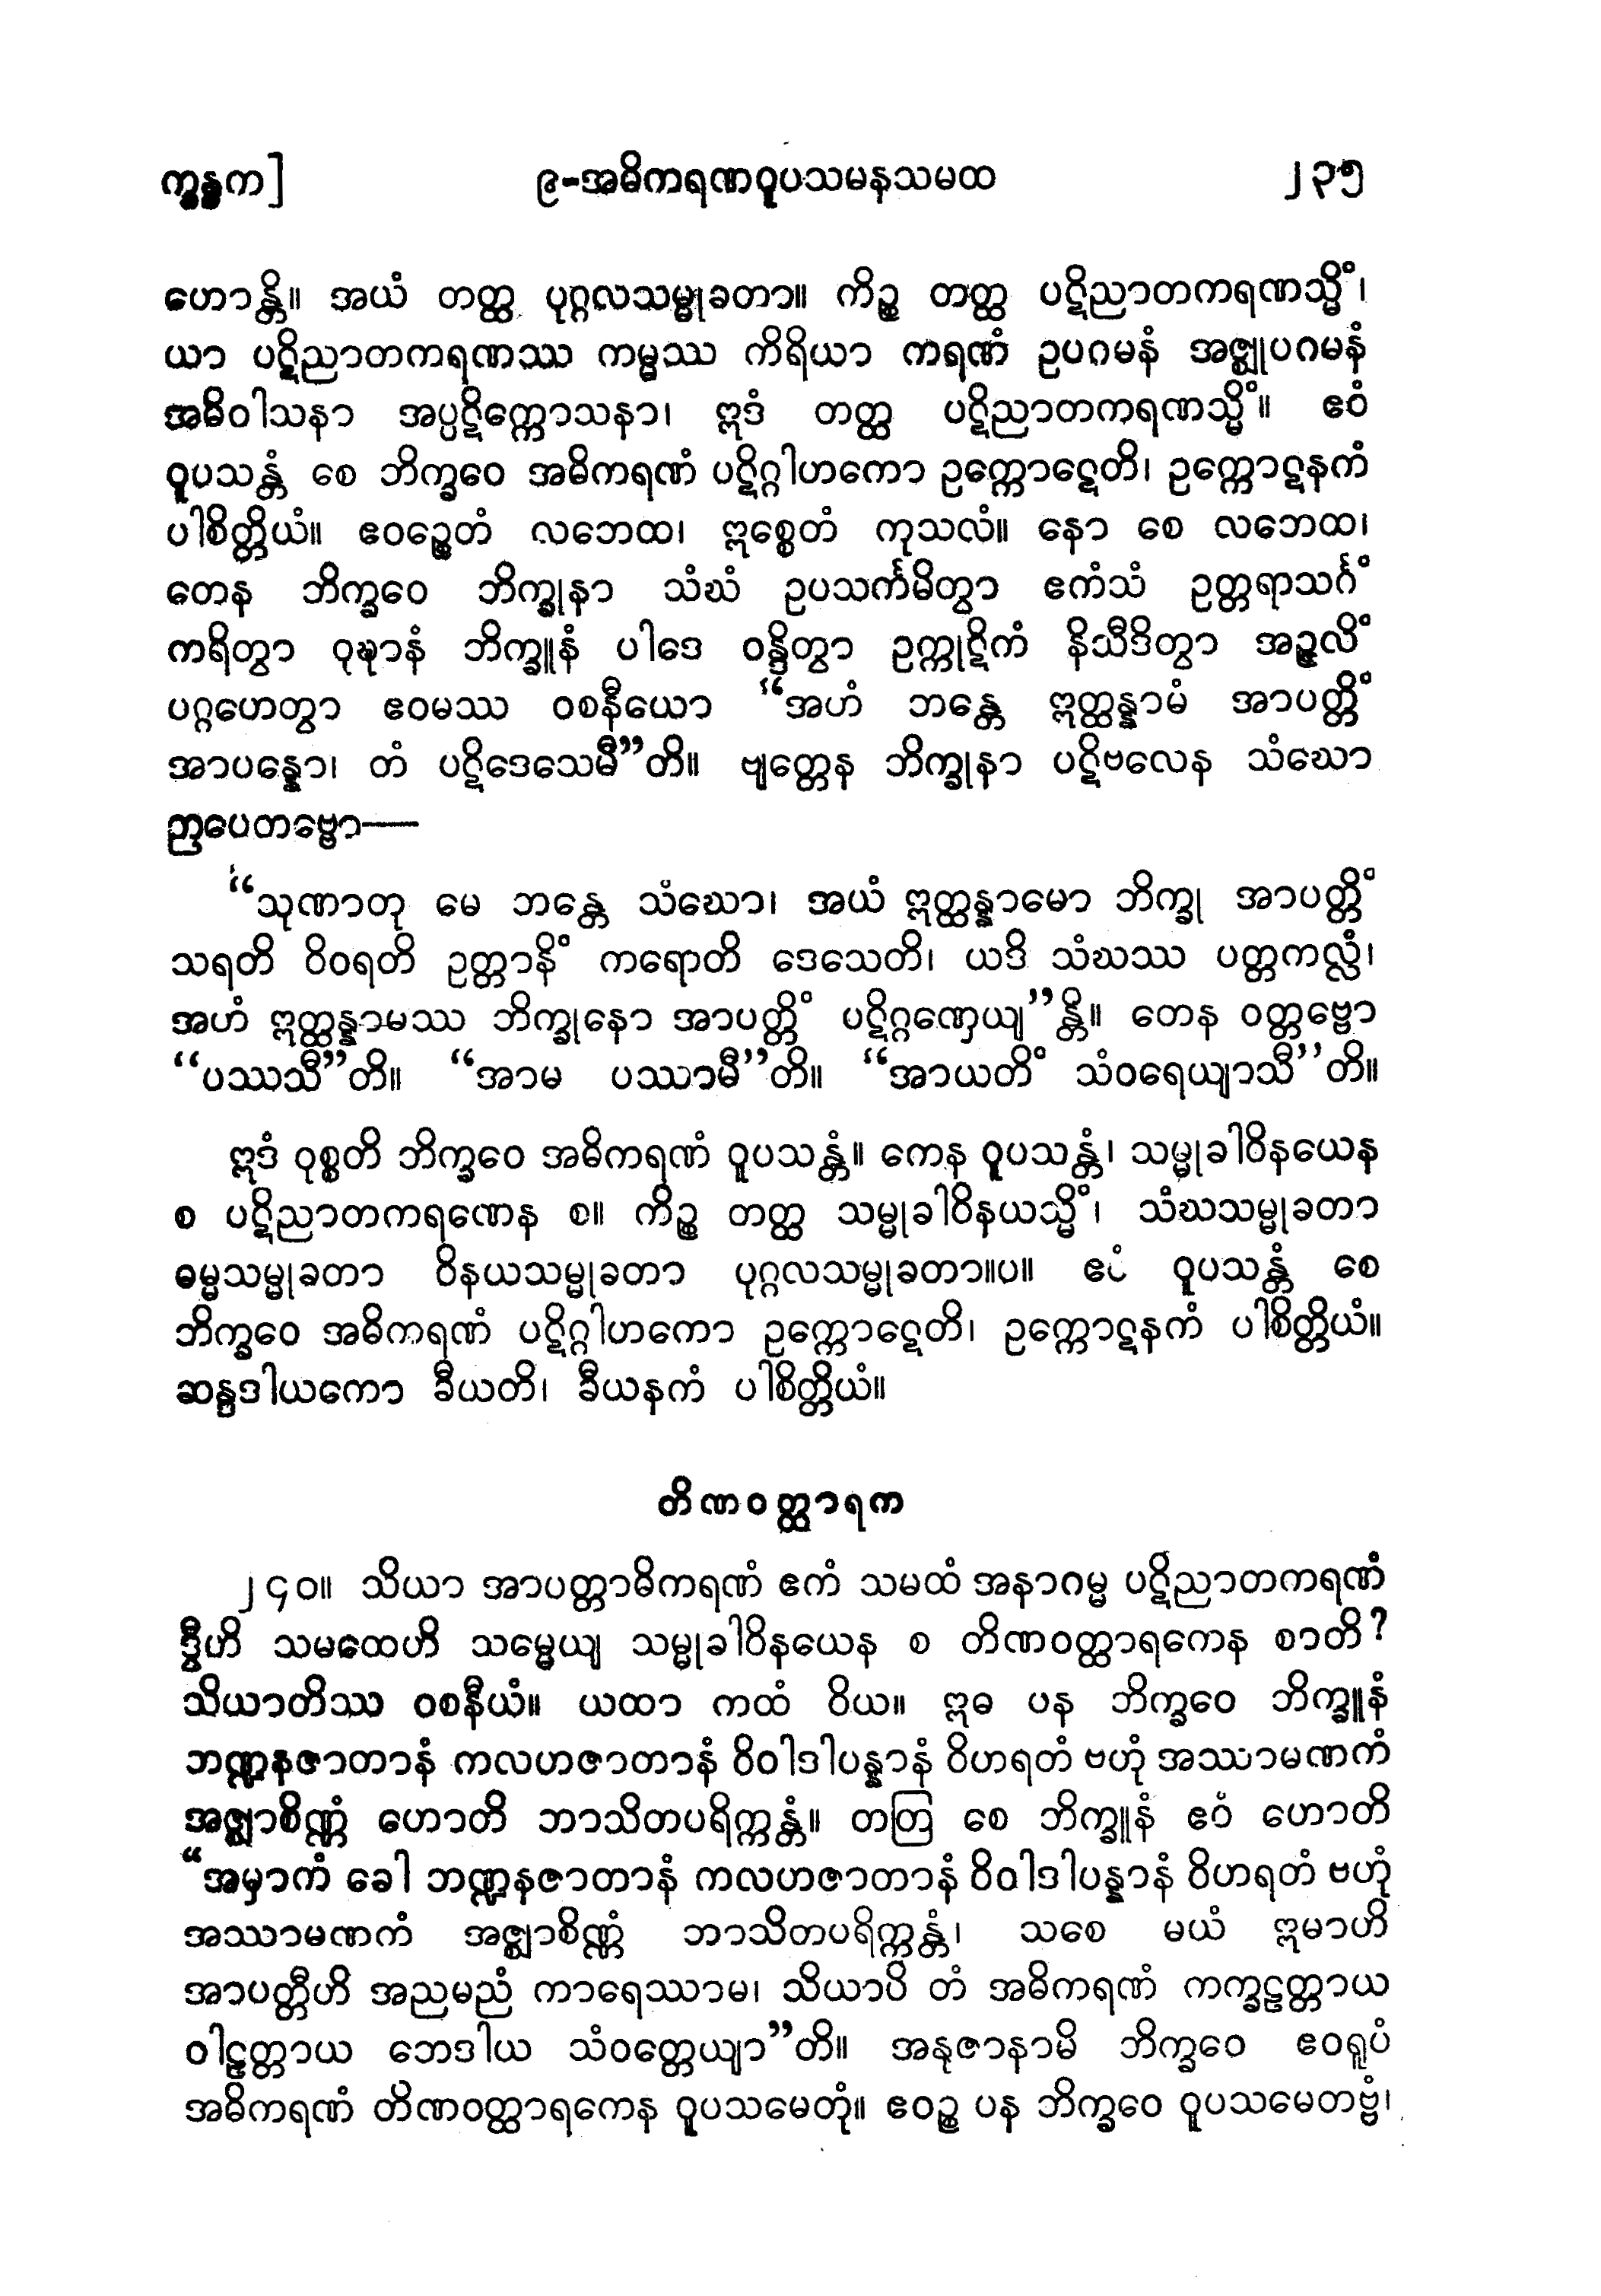 က္ခန္ဓက]   ၉-အဓိကရဏဝူပသမနသမထ   ၂၃၅
ဟောန္တိ။ အယံ တတ္ထ ပုဂ္ဂလသမ္မုခတာ။ ကိဉ္စ တတ္ထ ပဋိညာတကရဏသ္မိံ၊
ယာ ပဋိညာတကရဏဿ ကမ္မဿ ကိရိယာ ကရဏံ ဥပဂမနံ အဇ္ဈုပဂမနံ
အဓိဝါသနာ အပ္ပဋိက္ကောသနာ၊ ဣဒံ တတ္ထ ပဋိညာတကရဏသ္မိံ။ ဧဝံ
ဝူပသန္တံ စေ ဘိက္ခဝေ အဓိကရဏံ ပဋိဂ္ဂါဟကော ဥက္ကောဋေတိ၊ ဥက္ကောဋနကံ
ပါစိတ္တိယံ။ ဧဝဉ္စေတံ လဘေထ၊ ဣစ္စေတံ ကုသလံ။ နော စေ လဘေထ၊
တေန ဘိက္ခဝေ ဘိက္ခုနာ သံဃံ ဥပသင်္ကမိတွာ ဧကံသံ ဥတ္တရာသင်္ဂံ
ကရိတွာ ဝုဍ္ဎာနံ ဘိက္ခူနံ ပါဒေ ဝန္ဒိတွာ ဥက္ကုဋိကံ နိသီဒိတွာ အဉ္ဇလိံ
ပဂ္ဂဟေတွာ ဧဝမဿ ဝစနီယော “အဟံ ဘန္တေ ဣတ္ထန္နာမံ အာပတ္တိံ
အာပန္နော၊ တံ ပဋိဒေသေမီ”တိ။ ဗျတ္တေန ဘိက္ခုနာ ပဋိဗလေန သံဃော
ဉာပေတဗ္ဗော—
“သုဏာတု မေ ဘန္တေ သံဃော၊ အယံ ဣတ္ထန္နာမော ဘိက္ခု အာပတ္တိံ
သရတိ ဝိဝရတိ ဥတ္တာနိံ ကရောတိ ဒေသေတိ၊ ယဒိ သံဃဿ ပတ္တကလ္လံ၊
အဟံ ဣတ္ထန္နာမဿ ဘိက္ခုနော အာပတ္တိံ ပဋိဂ္ဂဏှေယျ”န္တိ။ တေန ဝတ္တဗ္ဗော
“ပဿသီ”တိ။ “အာမ ပဿာမီ”တိ။ “အာယတိံ သံဝရေယျာသီ”တိ။
ဣဒံ ဝုစ္စတိ ဘိက္ခဝေ အဓိကရဏံ ဝူပသန္တံ။ ကေန ဝူပသန္တံ၊ သမ္မုခါဝိနယေန
စ ပဋိညာတကရဏေန စ။ ကိဉ္စ တတ္ထ သမ္မုခါဝိနယသ္မိံ၊ သံဃသမ္မုခတာ
ဓမ္မသမ္မုခတာ ဝိနယသမ္မုခတာ ပုဂ္ဂလသမ္မုခတာ။ပ။ ဧဝံ ဝူပသန္တံ စေ
ဘိက္ခဝေ အဓိကရဏံ ပဋိဂ္ဂါဟကော ဥက္ကောဋေတိ၊ ဥက္ကောဋနကံ ပါစိတ္တိယံ။
ဆန္ဒဒါယကော ခီယတိ၊ ခီယနကံ ပါစိတ္တိယံ။
တိဏဝတ္ထာရက
၂၄၀။ သိယာ အာပတ္တာဓိကရဏံ ဧကံ သမထံ အနာဂမ္မ ပဋိညာတကရဏံ
ဒွီဟိ သမထေဟိ သမ္မေယျ သမ္မုခါဝိနယေန စ တိဏဝတ္ထာရကေန စာတိ?
သိယာတိဿ ဝစနီယံ။ ယထာ ကထံ ဝိယ။ ဣဓ ပန ဘိက္ခဝေ ဘိက္ခူနံ
ဘဏ္ဍနဇာတာနံ ကလဟဇာတာနံ ဝိဝါဒါပန္နာနံ ဝိဟရတံ ဗဟုံ အဿာမဏကံ
အဇ္ဈာစိဏ္ဏံ ဟောတိ ဘာသိတပရိက္ကန္တံ။ တတြ စေ ဘိက္ခူနံ ဧဝံ ဟောတိ
“အမှာကံ ခေါ ဘဏ္ဍနဇာတာနံ ကလဟဇာတာနံ ဝိဝါဒါပန္နာနံ ဝိဟရတံ ဗဟုံ
အဿာမဏကံ အဇ္ဈာစိဏ္ဏံ ဘာသိတပရိက္ကန္တံ၊ သစေ မယံ ဣမာဟိ
အာပတ္တီဟိ အညမညံ ကာရေဿာမ၊ သိယာပိ တံ အဓိကရဏံ ကက္ခဠတ္တာယ
ဝါဠတ္တာယ ဘေဒါယ သံဝတ္တေယျာ”တိ။ အနုဇာနာမိ ဘိက္ခဝေ ဧဝရူပံ
အဓိကရဏံ တိဏဝတ္ထာရကေန ဝူပသမေတုံ။ ဧဝဉ္စ ပန ဘိက္ခဝေ ဝူပသမေတဗ္ဗံ၊